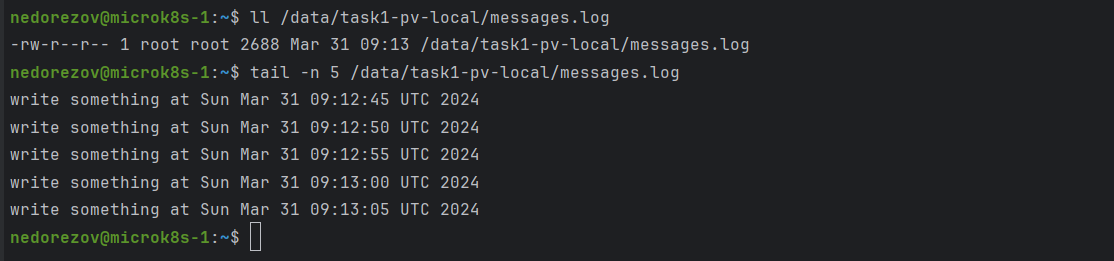 nedorezov@microk8s-1:~$ ll /data/task1-pv-local/messages.log
-rw-r--r-- 1 root root 2688 Mar 31 09:13 /data/task1-pv-local/messages.log
nedorezov@microk8s-1:~$ tail -n 5 /data/task1-pv-local/messages.log
write something at Sun Mar 31 09:12:45 UTC 2024
write something at Sun Mar 31 09:12:50 UTC 2024
write something at Sun Mar 31 09:12:55 UTC 2024
write something at Sun Mar 31 09:13:00 UTC 2024
write something at Sun Mar 31 09:13:05 UTC 2024
nedorezov@microk8s-1:~$